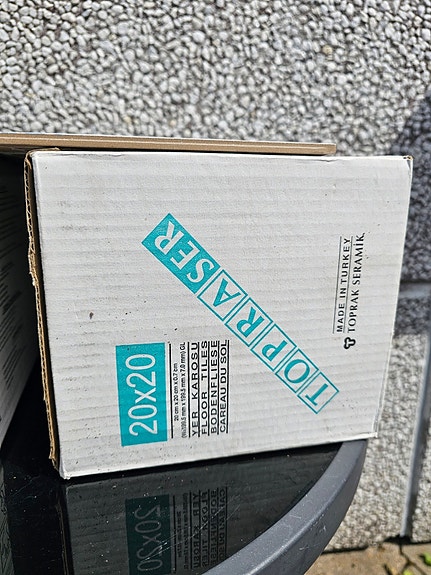 TOPRASER
20x20
20 cm x 20 cm x 0.7 cm
YER KAROSU
FLOOR TILES
BODENFLIESE
CAREAU DU SOL
MADE IN TURKEY
TOPRAK SERAMİK